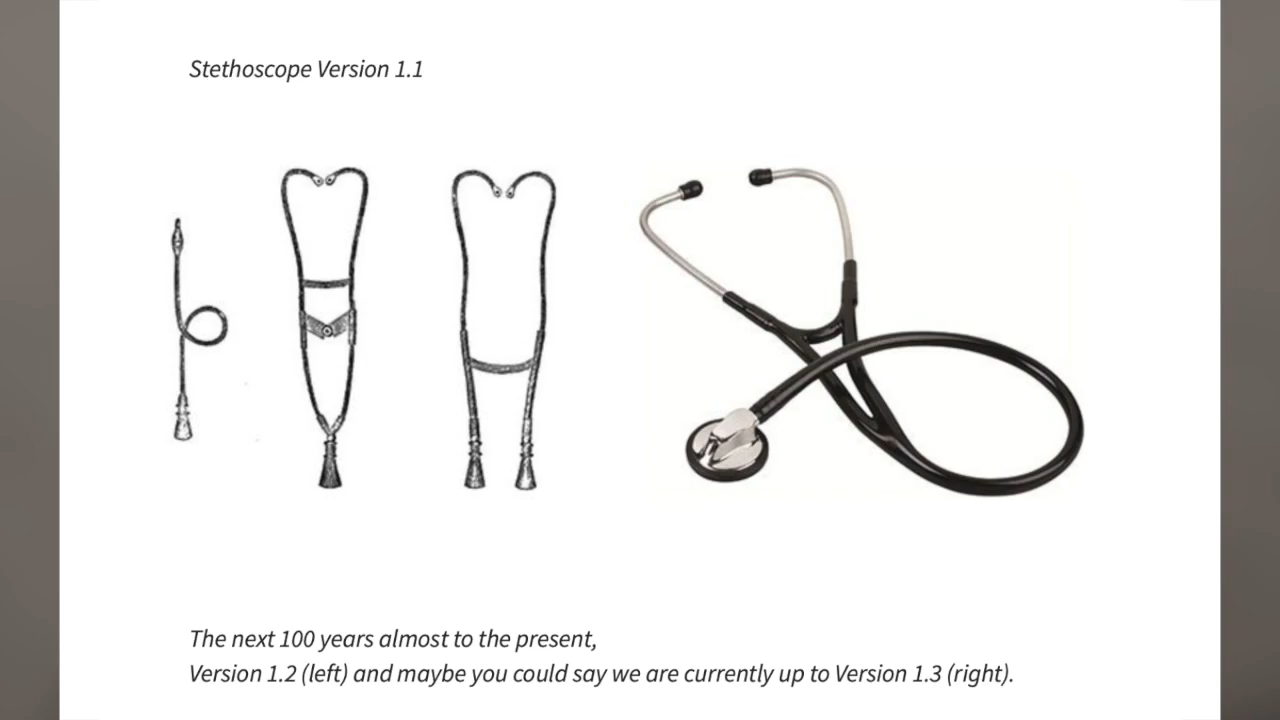 Stethoscope Version 1.1
The next 100 years almost to the present,
Version 1.2 (left) and maybe you could say we are currently up to Version 1.3 (right).